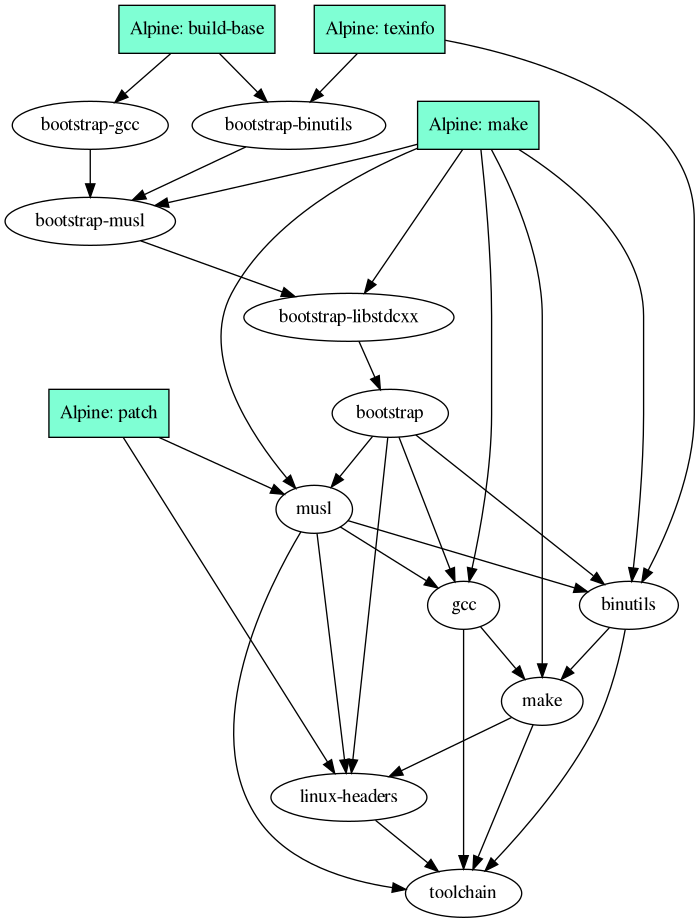 Alpine: build-base
Alpine: texinfo
bootstrap-gcc
bootstrap-binutils
Alpine: make
bootstrap-musl
bootstrap-libstdcxx
Alpine: patch
bootstrap
musl
gcc
binutils
make
linux-headers
toolchain